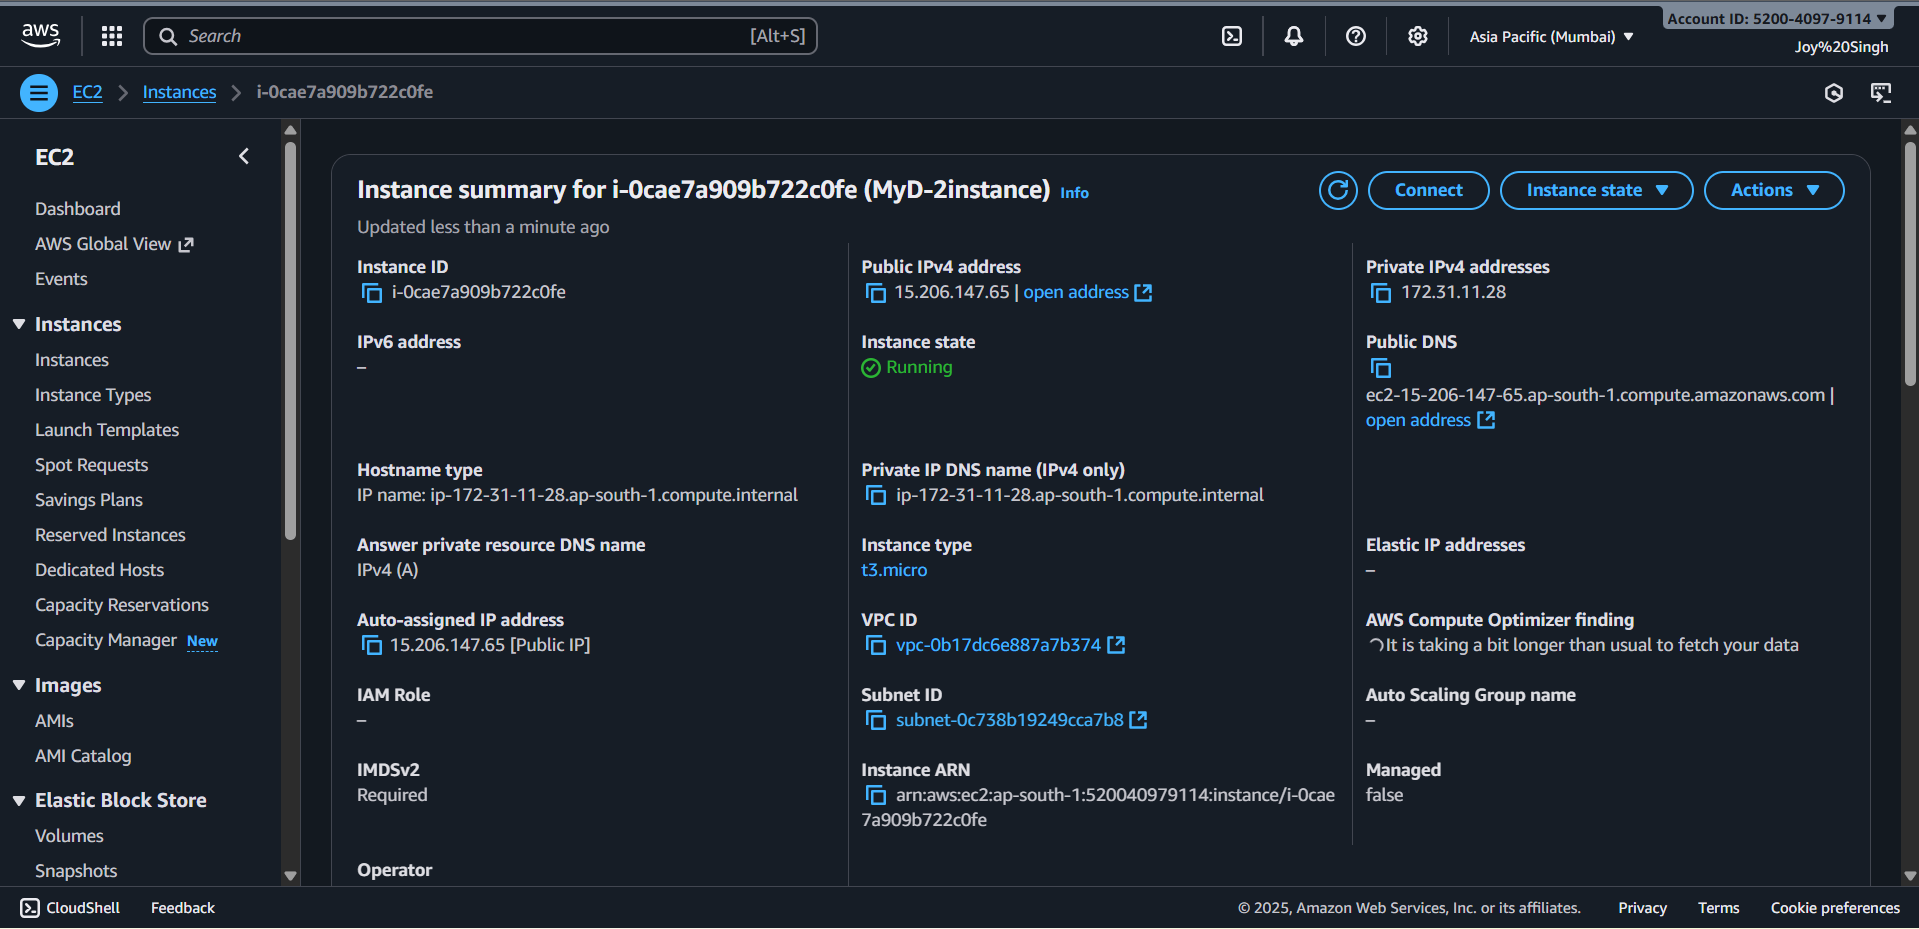 aws
Search
[Alt+S]
Asia Pacific (Mumbai)
Account ID: 5200-4097-9114
Joy%20Singh
EC2
Instances
i-0cae7a909b722c0fe
EC2
Dashboard
AWS Global View
Events
Instances
Instances
Instance Types
Launch Templates
Spot Requests
Savings Plans
Reserved Instances
Dedicated Hosts
Capacity Reservations
Capacity Manager New
Images
AMIs
AMI Catalog
Elastic Block Store
Volumes
Snapshots
Instance summary for i-0cae7a909b722c0fe (MyD-2instance) Info
Updated less than a minute ago
Connect
Instance state
Actions
Instance ID
i-0cae7a909b722c0fe
Public IPv4 address
15.206.147.65 | open address
Private IPv4 addresses
172.31.11.28
IPv6 address
–
Instance state
Running
Public DNS
ec2-15-206-147-65.ap-south-1.compute.amazonaws.com |
open address
Hostname type
IP name: ip-172-31-11-28.ap-south-1.compute.internal
Private IP DNS name (IPv4 only)
ip-172-31-11-28.ap-south-1.compute.internal
Answer private resource DNS name
IPv4 (A)
Instance type
t3.micro
Elastic IP addresses
–
Auto-assigned IP address
15.206.147.65 [Public IP]
VPC ID
vpc-0b17dc6e887a7b374
AWS Compute Optimizer finding
It is taking a bit longer than usual to fetch your data
IAM Role
–
Subnet ID
subnet-0c738b19249cca7b8
Auto Scaling Group name
–
IMDSv2
Required
Instance ARN
arn:aws:ec2:ap-south-1:520040979114:instance/i-0cae
7a909b722c0fe
Managed
false
Operator
CloudShell
Feedback
© 2025, Amazon Web Services, Inc. or its affiliates.
Privacy
Terms
Cookie preferences